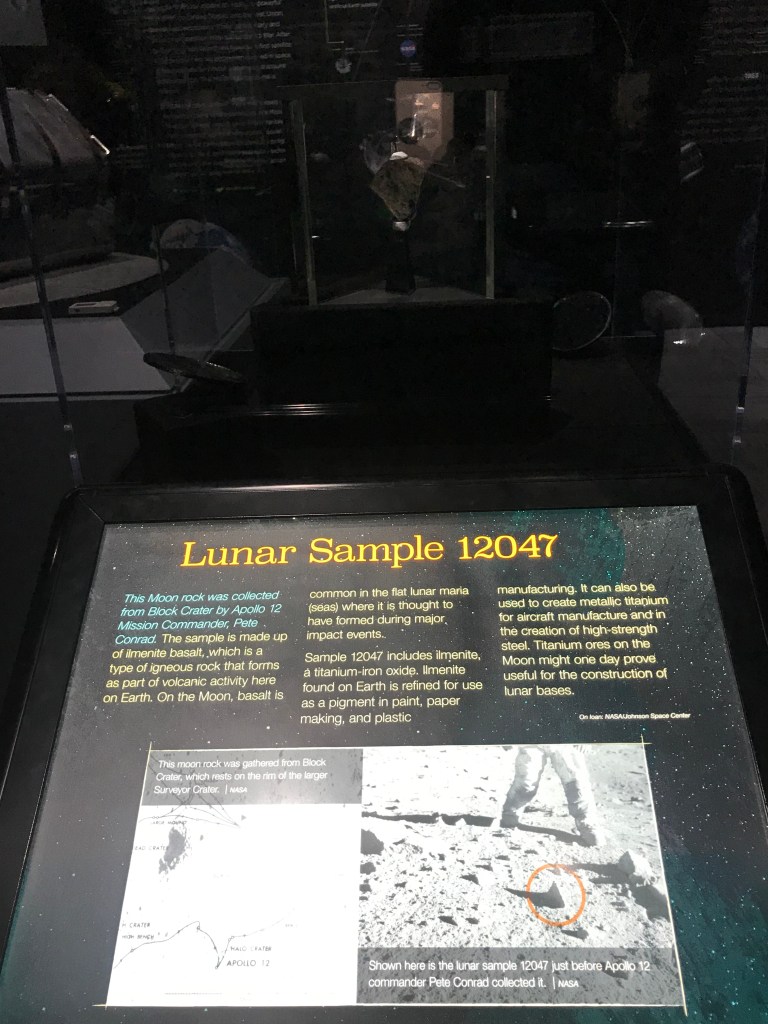 NASA
Lunar Sample 12047
This Moon rock was collected
from Block Crater by Apollo 12
Mission Commander, Pete
Conrad. The sample is made up
of ilmenite basalt, which is a
type of igneous rock that forms
as part of volcanic activity here
on Earth. On the Moon, basalt is
common in the flat lunar maria
(seas) where it is thought to
have formed during major
impact events.
Sample 12047 includes ilmenite,
a titanium-iron oxide. Ilmenite
found on Earth is refined for use
as a pigment in paint, paper
making, and plastic
manufacturing. It can also be
used to create metallic titanium
for aircraft manufacture and in
the creation of high-strength
steel. Titanium ores on the
Moon might one day prove
useful for the construction of
lunar bases.
On loan: NASA/Johnson Space Center
This moon rock was gathered from Block
Crater, which rests on the rim of the larger
Surveyor Crater. | NASA
CRATER
HALO CRATER
APOLLO 12
Shown here is the lunar sample 12047 just before Apollo 12
commander Pete Conrad collected it. | NASA